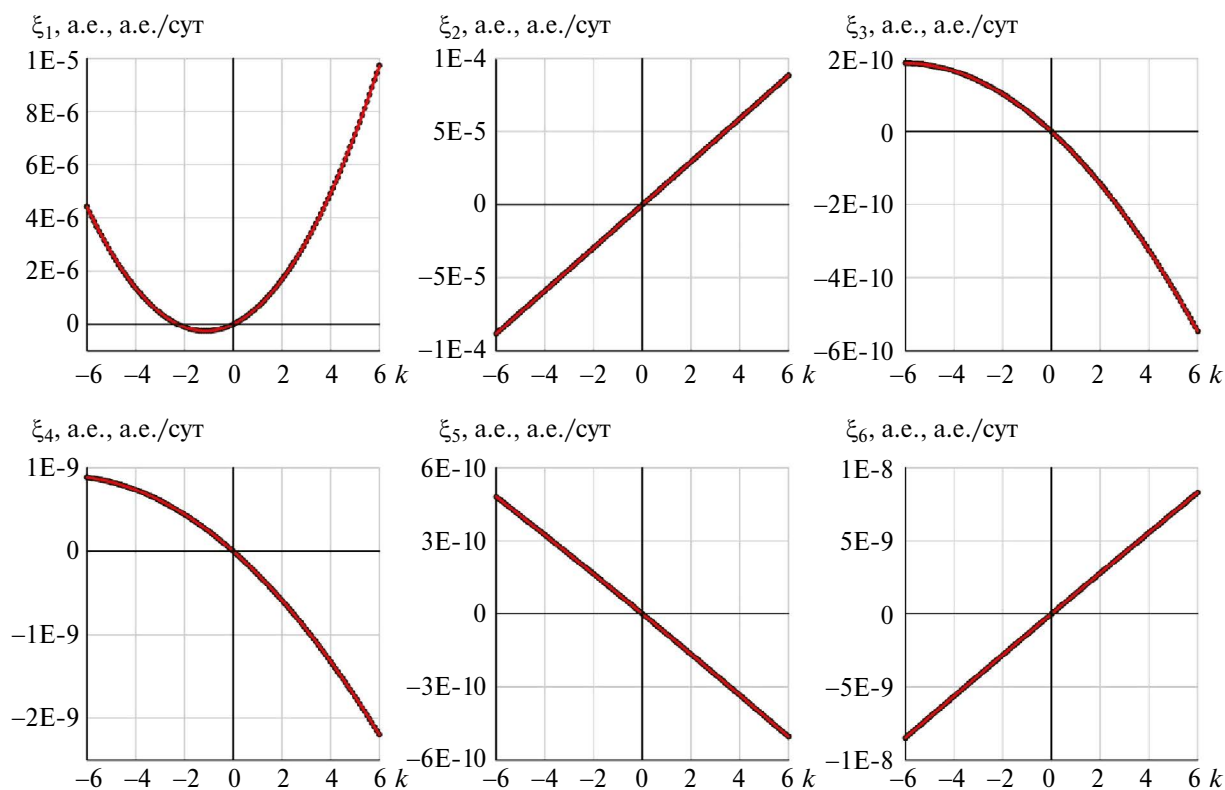 ξ1, а.е., а.е./сут
1E-5
8E-6
6E-6
4E-6
2E-6
0
−6 −4 −2 0 2 4 6 k
ξ2, а.е., а.е./сут
1E-4
5E-5
0
−5E-5
−1E-4
−6 −4 −2 0 2 4 6 k
ξ3, а.е., а.е./сут
2E-10
0
−2E-10
−4E-10
−6E-10
−6 −4 −2 0 2 4 6 k
ξ4, а.е., а.е./сут
1E-9
0
−1E-9
−2E-9
−6 −4 −2 0 2 4 6 k
ξ5, а.е., а.е./сут
6E-10
3E-10
0
−3E-10
−6E-10
−6 −4 −2 0 2 4 6 k
ξ6, а.е., а.е./сут
1E-8
5E-9
0
−5E-9
−1E-8
−6 −4 −2 0 2 4 6 k